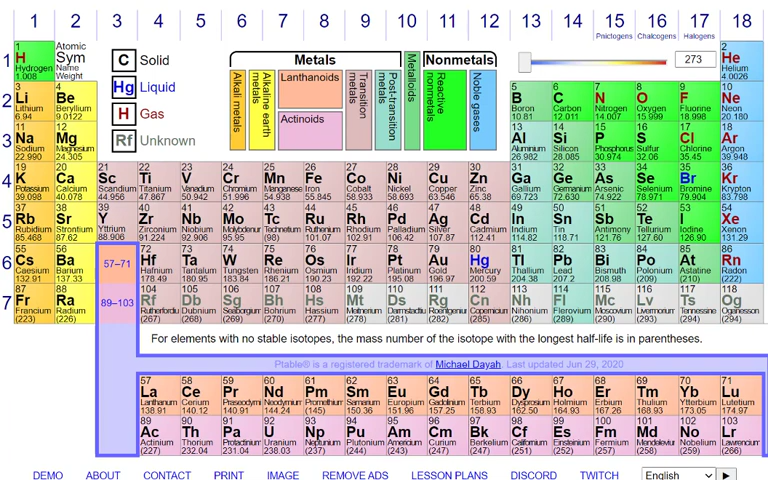 1 2 3 4 5 6 7 8 9 10 11 12 13 14 15 16 17 18
Pnictogens Chalcogens Halogens
1 H Hydrogen 1.008
Atomic Sym Name Weight
C Solid
Hg Liquid
H Gas
Rf Unknown
Metals
Alkali metals
Alkaline earth metals
Lanthanoids
Actinoids
Transition metals
Post-transition metals
Metalloids
Nonmetals
Reactive nonmetals
Noble gases
273
2 He Helium 4.0026
2
3 Li Lithium 6.94
4 Be Beryllium 9.0122
5 B Boron 10.81
6 C Carbon 12.011
7 N Nitrogen 14.007
8 O Oxygen 15.999
9 F Fluorine 18.998
10 Ne Neon 20.180
3
11 Na Sodium 22.990
12 Mg Magnesium 24.305
13 Al Aluminium 26.982
14 Si Silicon 28.085
15 P Phosphorus 30.974
16 S Sulfur 32.06
17 Cl Chlorine 35.45
18 Ar Argon 39.948
4
19 K Potassium 39.098
20 Ca Calcium 40.078
21 Sc Scandium 44.956
22 Ti Titanium 47.867
23 V Vanadium 50.942
24 Cr Chromium 51.996
25 Mn Manganese 54.938
26 Fe Iron 55.845
27 Co Cobalt 58.933
28 Ni Nickel 58.693
29 Cu Copper 63.546
30 Zn Zinc 65.38
31 Ga Gallium 69.723
32 Ge Germanium 72.630
33 As Arsenic 74.922
34 Se Selenium 78.971
35 Br Bromine 79.904
36 Kr Krypton 83.798
5
37 Rb Rubidium 85.468
38 Sr Strontium 87.62
39 Y Yttrium 88.906
40 Zr Zirconium 91.224
41 Nb Niobium 92.906
42 Mo Molybdenum 95.95
43 Tc Technetium (98)
44 Ru Ruthenium 101.07
45 Rh Rhodium 102.91
46 Pd Palladium 106.42
47 Ag Silver 107.87
48 Cd Cadmium 112.41
49 In Indium 114.82
50 Sn Tin 118.71
51 Sb Antimony 121.76
52 Te Tellurium 127.60
53 I Iodine 126.90
54 Xe Xenon 131.29
6
55 Cs Caesium 132.91
56 Ba Barium 137.33
57–71
72 Hf Hafnium 178.49
73 Ta Tantalum 180.95
74 W Tungsten 183.84
75 Re Rhenium 186.21
76 Os Osmium 190.23
77 Ir Iridium 192.22
78 Pt Platinum 195.08
79 Au Gold 196.97
80 Hg Mercury 200.59
81 Tl Thallium 204.38
82 Pb Lead 207.2
83 Bi Bismuth 208.98
84 Po Polonium (209)
85 At Astatine (210)
86 Rn Radon (222)
7
87 Fr Francium (223)
88 Ra Radium (226)
89–103
104 Rf Rutherfordiu (267)
105 Db Dubnium (268)
106 Sg Seaborgium (269)
107 Bh Bohrium (270)
108 Hs Hassium (277)
109 Mt Meitnerium (278)
110 Ds Darmstadtiu (281)
111 Rg Roentgeniu (282)
112 Cn Copernicium (285)
113 Nh Nihonium (286)
114 Fl Flerovium (289)
115 Mc Moscovium (290)
116 Lv Livermorium (293)
117 Ts Tennessine (294)
118 Og Oganesson (294)
For elements with no stable isotopes, the mass number of the isotope with the longest half-life is in parentheses.
Ptable® is a registered trademark of Michael Dayah. Last updated Jun 29, 2020
57 La Lanthanum 138.91
58 Ce Cerium 140.12
59 Pr Praseodym 140.91
60 Nd Neodymium 144.24
61 Pm Promethium (145)
62 Sm Samarium 150.36
63 Eu Europium 151.96
64 Gd Gadolinium 157.25
65 Tb Terbium 158.93
66 Dy Dysprosium 162.50
67 Ho Holmium 164.93
68 Er Erbium 167.26
69 Tm Thulium 168.93
70 Yb Ytterbium 173.05
71 Lu Lutetium 174.97
89 Ac Actinium (227)
90 Th Thorium 232.04
91 Pa Protactinium 231.04
92 U Uranium 238.03
93 Np Neptunium (237)
94 Pu Plutonium (244)
95 Am Americium (243)
96 Cm Curium (247)
97 Bk Berkelium (247)
98 Cf Californium (251)
99 Es Einsteinium (252)
100 Fm Fermium (257)
101 Md Mendelevium (258)
102 No Nobelium (259)
103 Lr Lawrencium (266)
DEMO ABOUT CONTACT PRINT IMAGE REMOVE ADS LESSON PLANS DISCORD TWITCH English